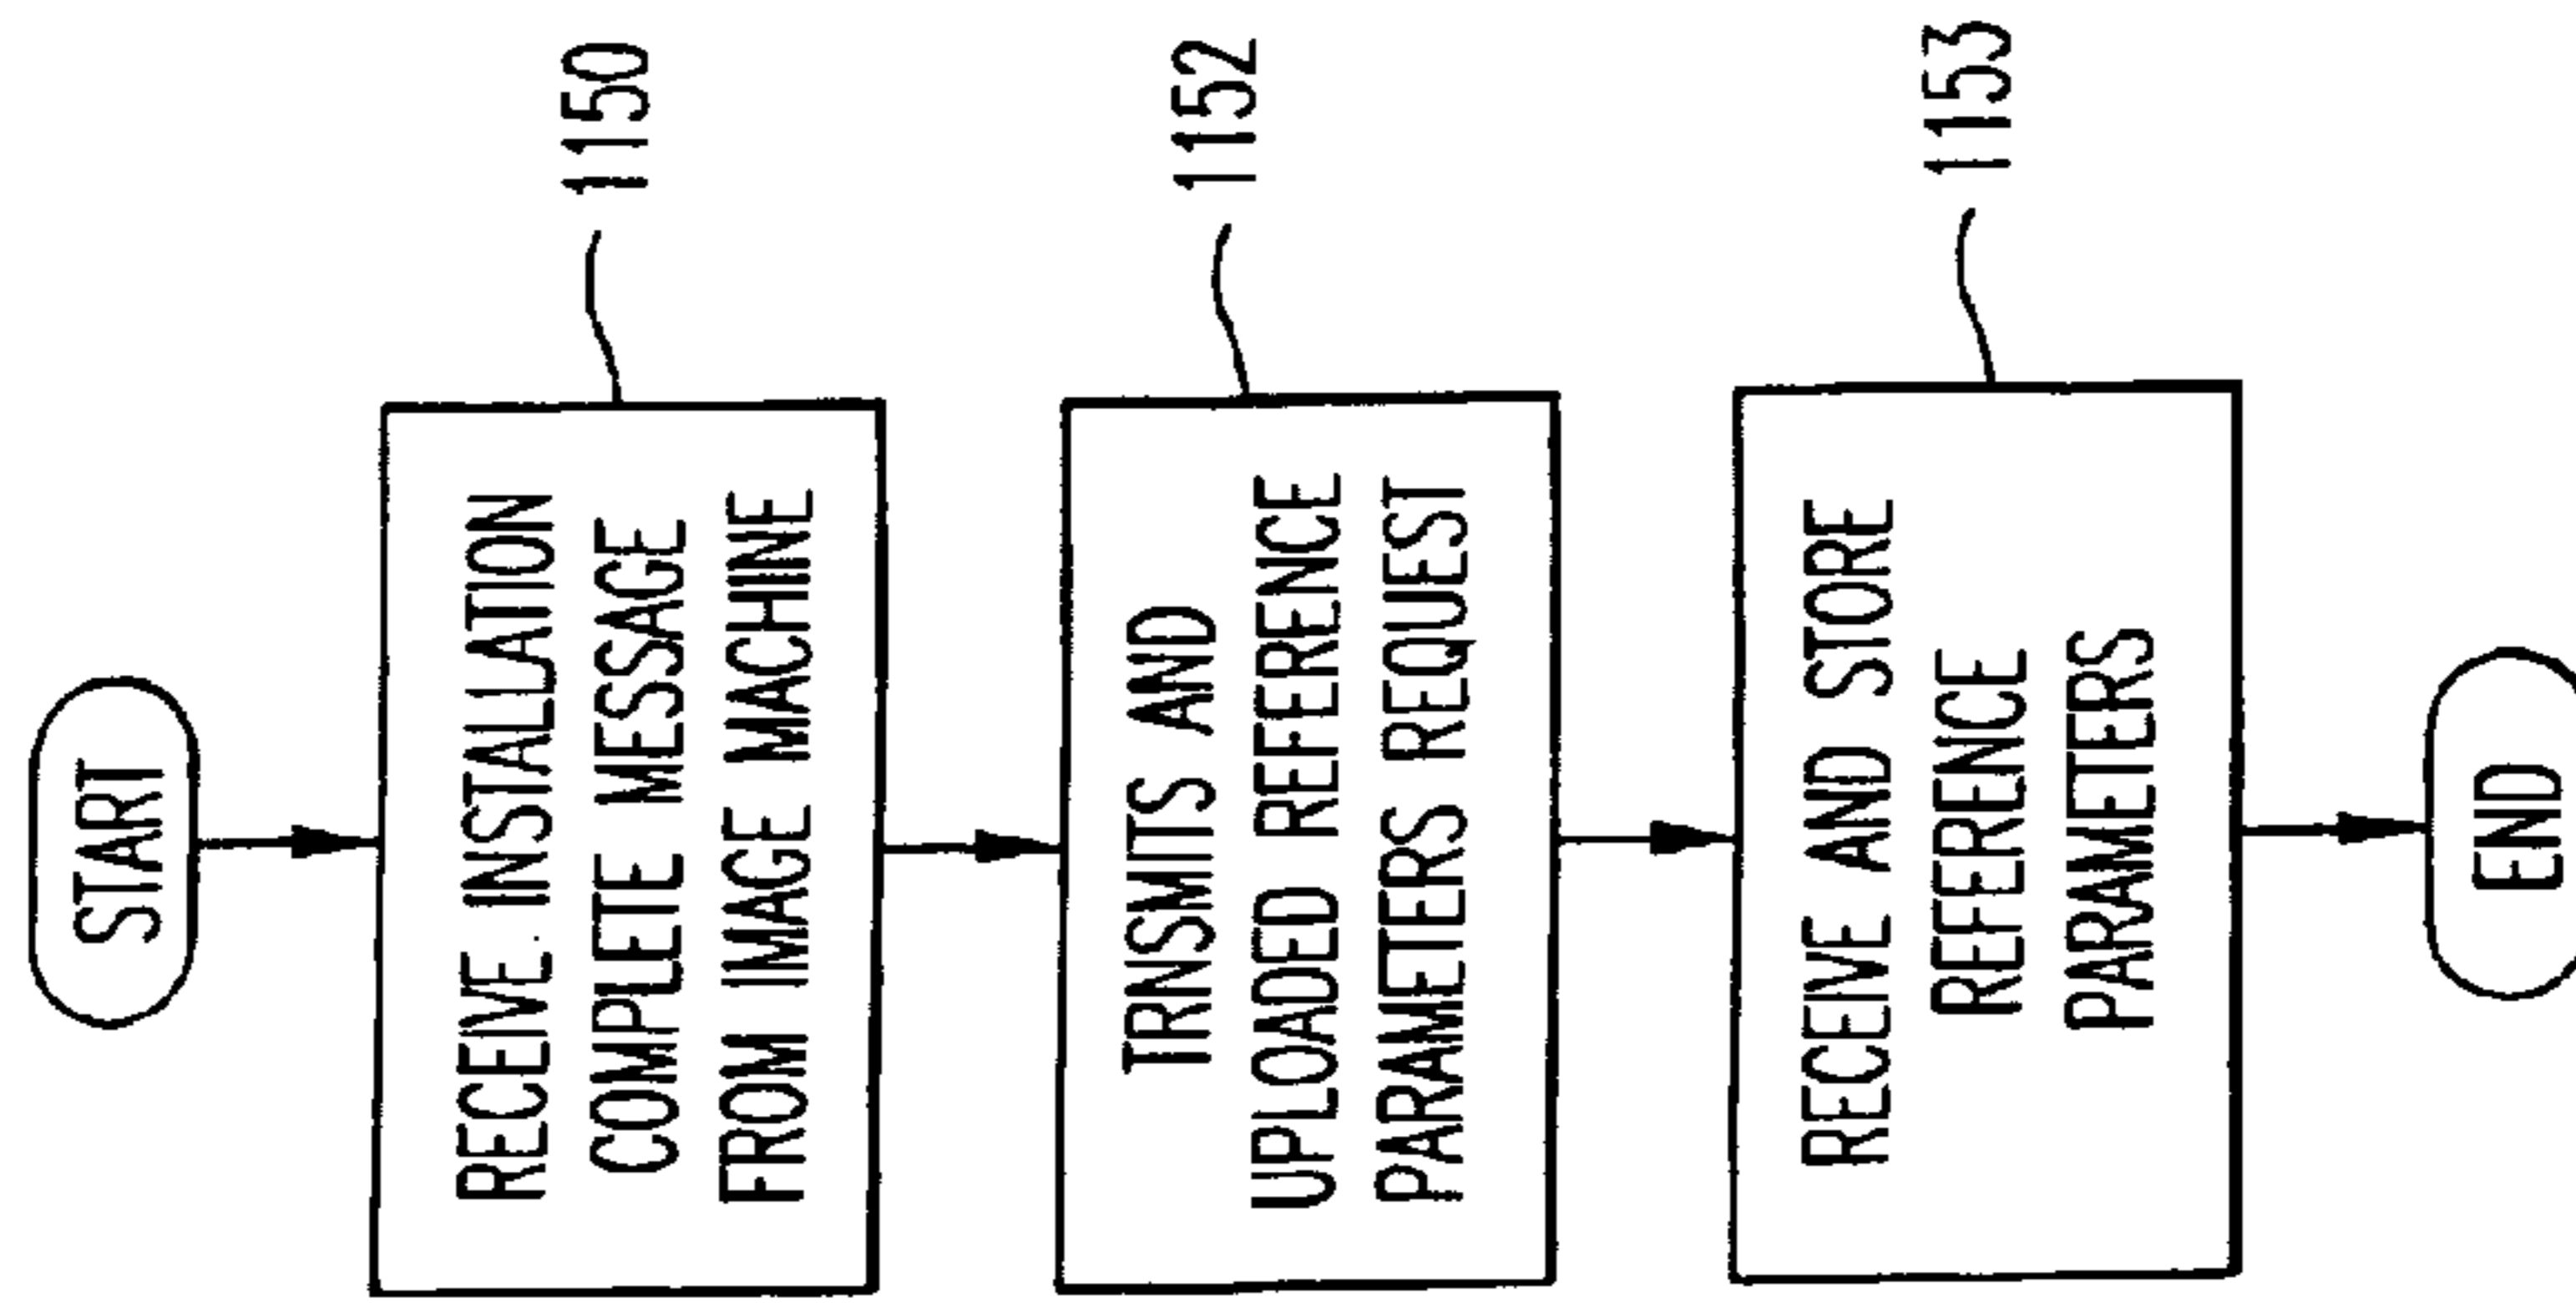 START
RECEIVE INSTALLATION
COMPLETE MESSAGE
FROM IMAGE MACHINE
1150
TRNSMITS AND
UPLOADED REFERENCE
PARAMETERS REQUEST
1152
RECEIVE AND STORE
REFERENCE
PARAMETERS
1153
END